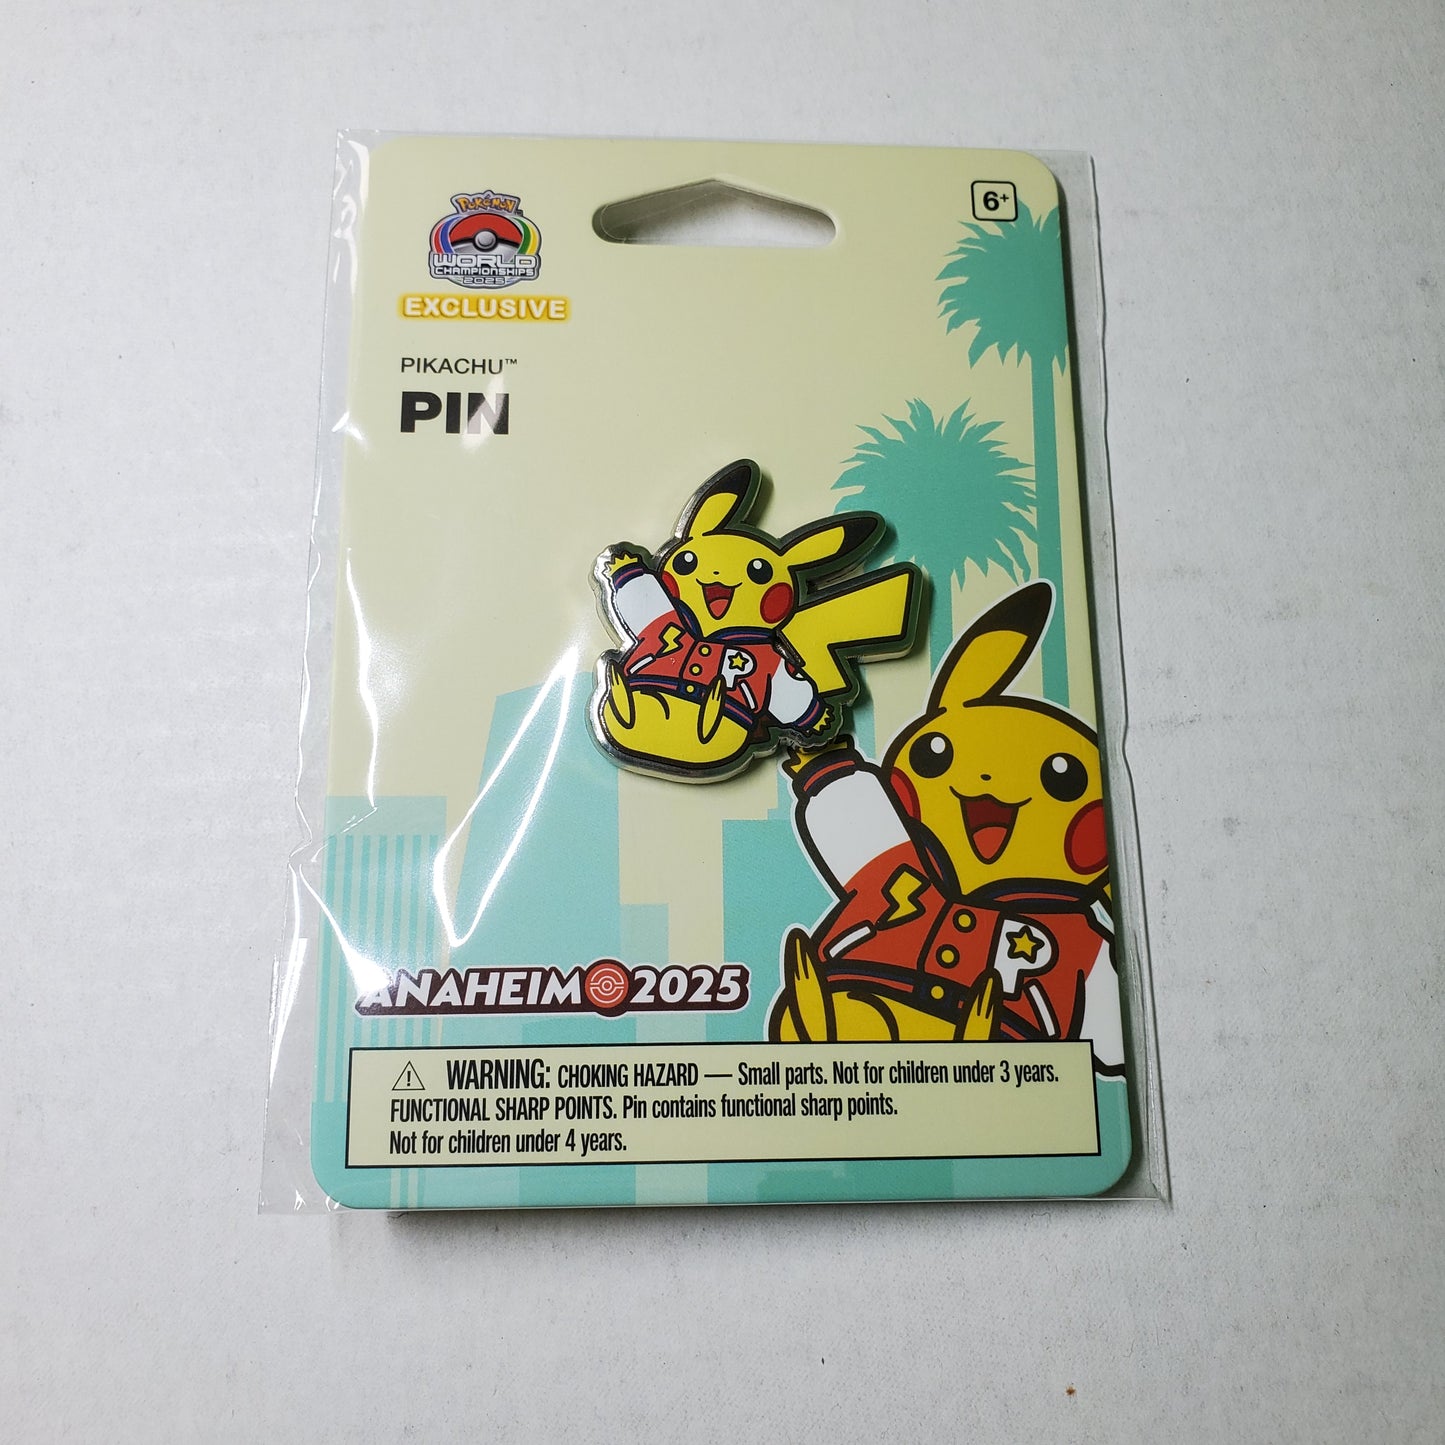 6+
POKéMON
WORLD
CHAMPIONSHIPS
2025
EXCLUSIVE
PIKACHU™
PIN
ANAHEIM 2025
⚠ WARNING: CHOKING HAZARD — Small parts. Not for children under 3 years.
FUNCTIONAL SHARP POINTS. Pin contains functional sharp points.
Not for children under 4 years.